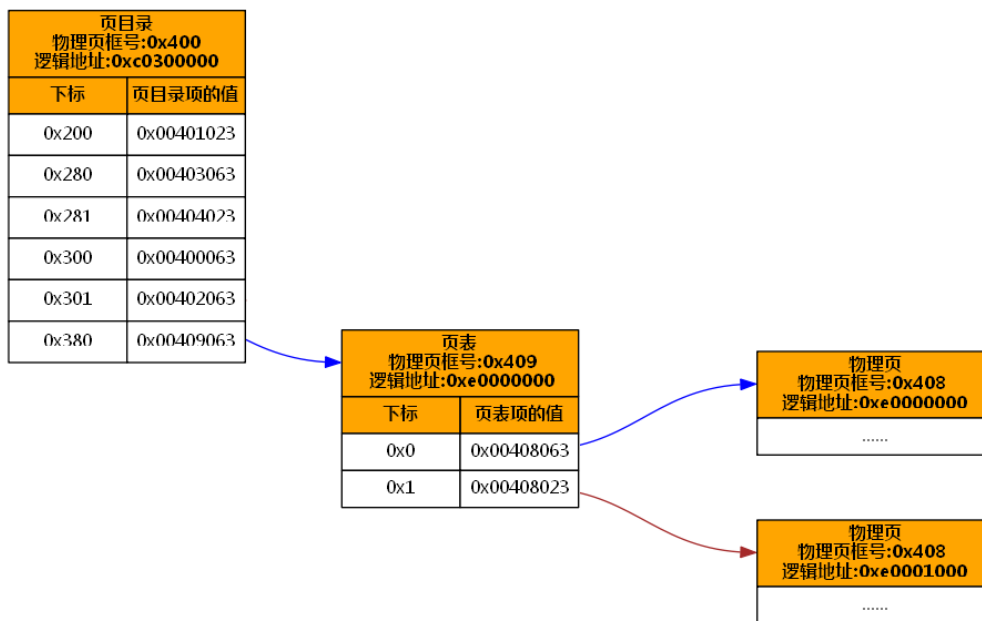 页目录
物理页框号:0x400
逻辑地址:0xc0300000
下标 页目录项的值
0x200 0x00401023
0x280 0x00403063
0x281 0x00404023
0x300 0x00400063
0x301 0x00402063
0x380 0x00409063
页表
物理页框号:0x409
逻辑地址:0xe0000000
下标 页表项的值
0x0 0x00408063
0x1 0x00408023
物理页
物理页框号:0x408
逻辑地址:0xe0000000
......
物理页
物理页框号:0x408
逻辑地址:0xe0001000
......